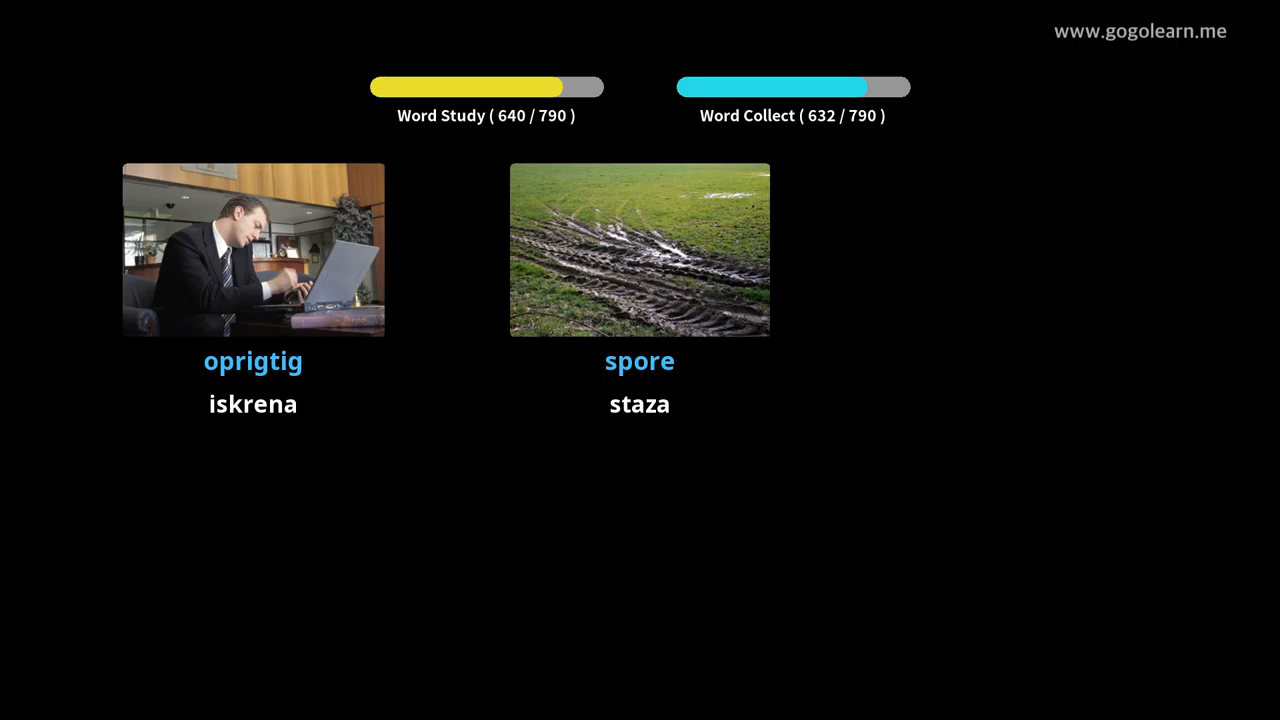 www.gogolearn.me
Word Study ( 640 / 790 )
Word Collect ( 632 / 790 )
oprigtig
spore
iskrena
staza